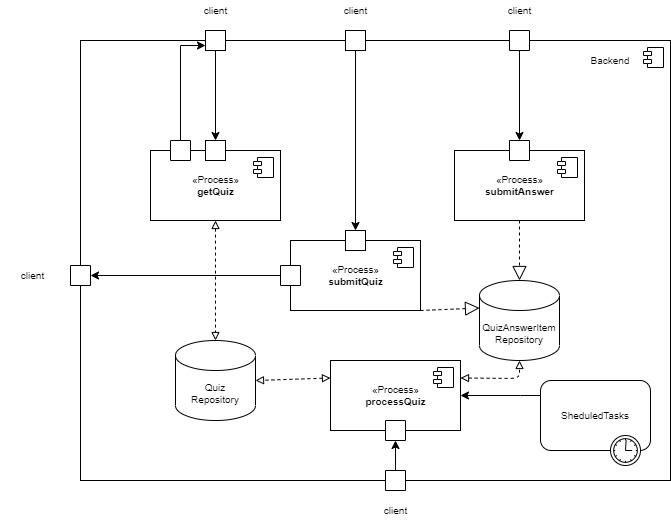 client
client
client
Backend
«Process»
getQuiz
«Process»
submitAnswer
client
«Process»
submitQuiz
QuizAnswerItem
Repository
Quiz
Repository
«Process»
processQuiz
SheduledTasks
client